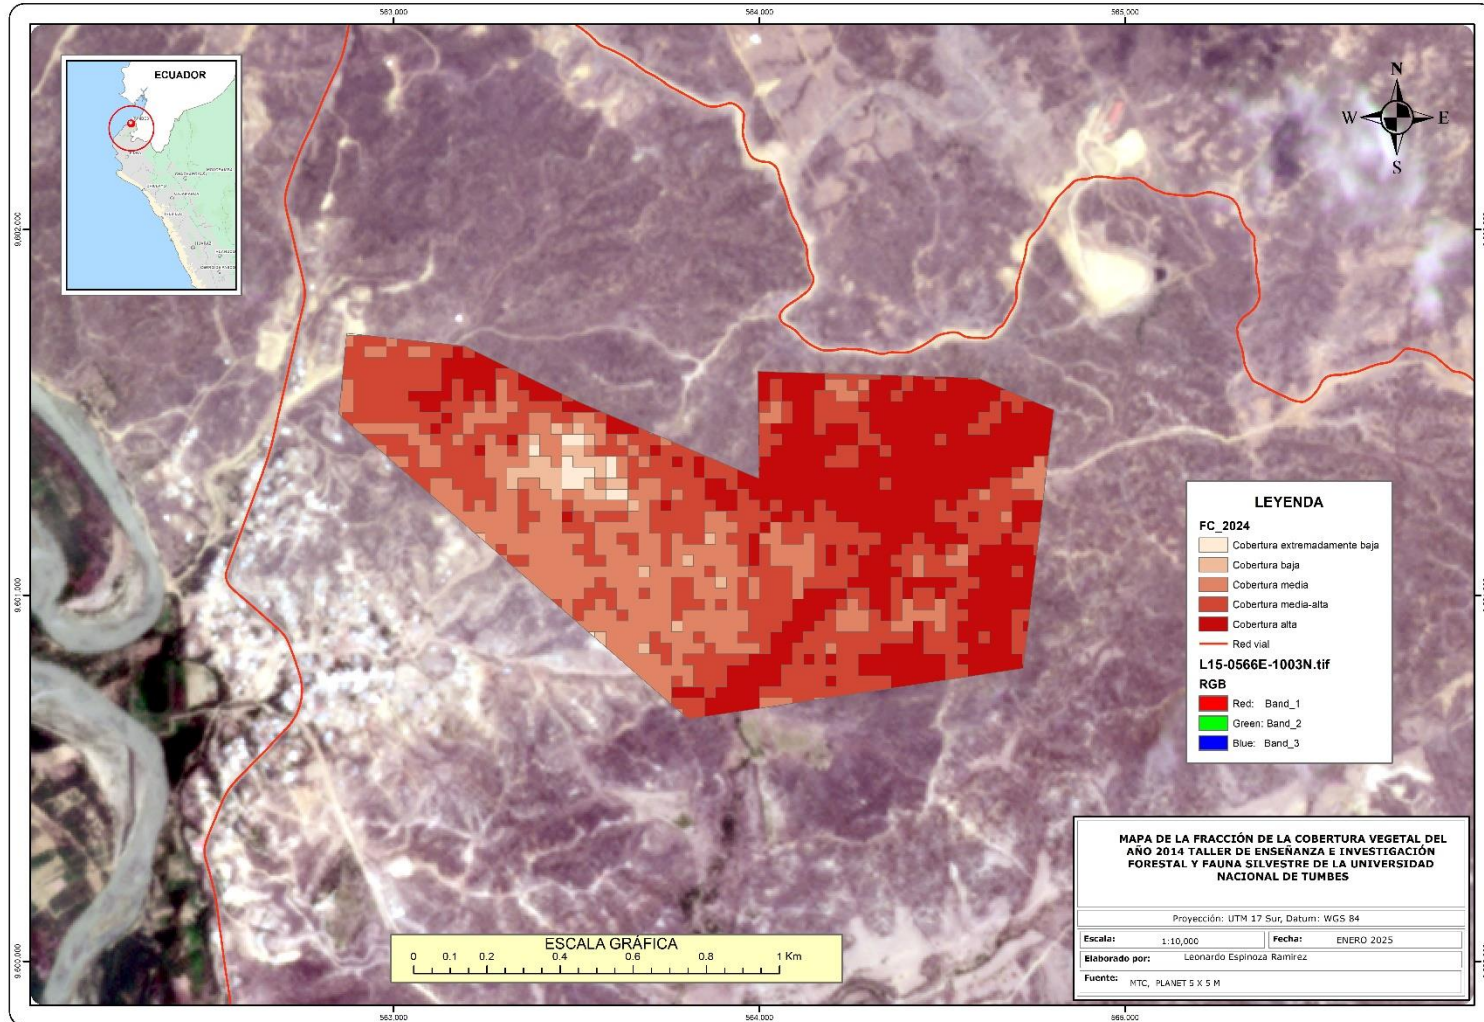 563,000
564,000
565,000
ECUADOR
N
W
E
S
9,602,000
9,601,000
9,600,000
LEYENDA
FC_2024
Cobertura extremadamente baja
Cobertura baja
Cobertura media
Cobertura media-alta
Cobertura alta
Red vial
L15-0566E-1003N.tif
RGB
Red: Band_1
Green: Band_2
Blue: Band_3
MAPA DE LA FRACCIÓN DE LA COBERTURA VEGETAL DEL
AÑO 2014 TALLER DE ENSEÑANZA E INVESTIGACIÓN
FORESTAL Y FAUNA SILVESTRE DE LA UNIVERSIDAD
NACIONAL DE TUMBES
Proyección: UTM 17 Sur, Datum: WGS 84
Escala: 1:10,000 Fecha: ENERO 2025
Elaborado por: Leonardo Espinoza Ramirez
Fuente: MTC, PLANET 5 X 5 M
ESCALA GRÁFICA
0 0.1 0.2 0.4 0.6 0.8 1 Km
563,000
564,000
565,000